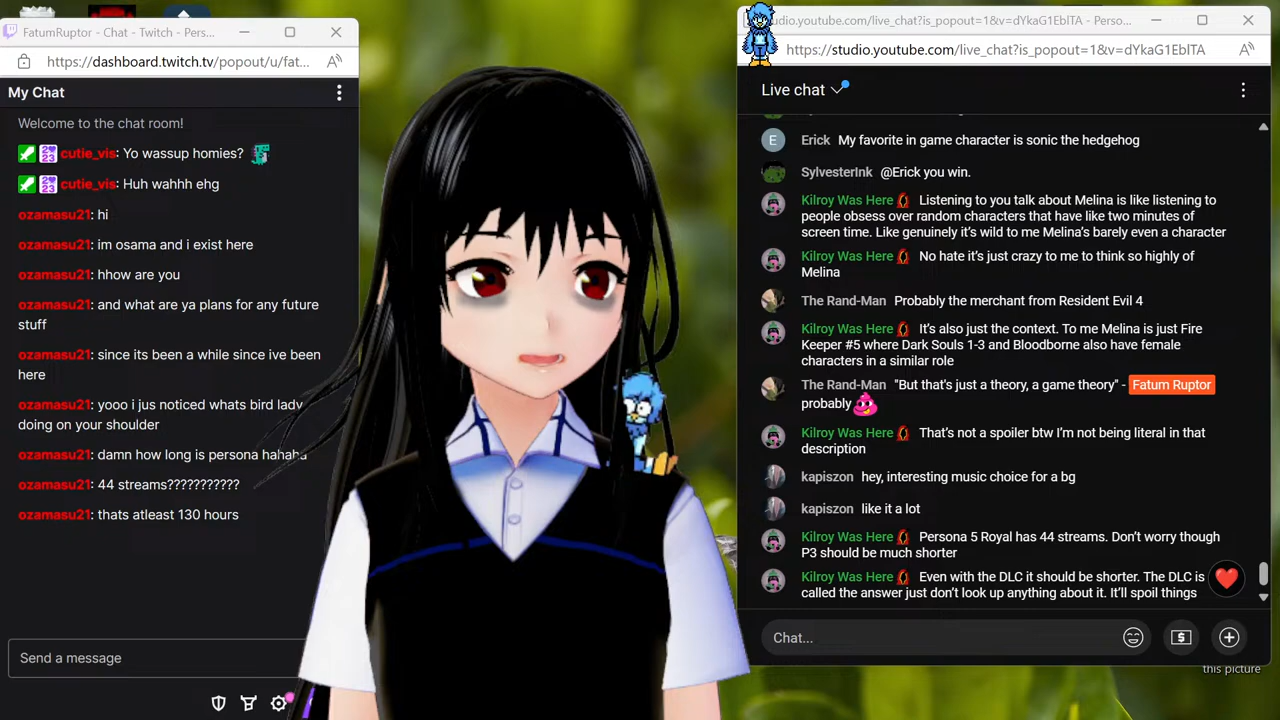 FatumRuptor - Chat - Twitch - Pers...
https://dashboard.twitch.tv/popout/u/fat...
My Chat
Welcome to the chat room!
cutie_vis: Yo wassup homies?
cutie_vis: Huh wahhh ehg
ozamasu21: hi
ozamasu21: im osama and i exist here
ozamasu21: hhow are you
ozamasu21: and what are ya plans for any future
stuff
ozamasu21: since its been a while since ive been
here
ozamasu21: yooo i jus noticed whats bird lady
doing on your shoulder
ozamasu21: damn how long is persona hahaha
ozamasu21: 44 streams???????????
ozamasu21: thats atleast 130 hours
Send a message
studio.youtube.com/live_chat?is_popout=1&v=dYkaG1EblTA - Perso...
https://studio.youtube.com/live_chat?is_popout=1&v=dYkaG1EblTA
Live chat
E Erick My favorite in game character is sonic the hedgehog
SylvesterInk @Erick you win.
Kilroy Was Here Listening to you talk about Melina is like listening to
people obsess over random characters that have like two minutes of
screen time. Like genuinely it's wild to me Melina's barely even a character
Kilroy Was Here No hate it's just crazy to me to think so highly of
Melina
The Rand-Man Probably the merchant from Resident Evil 4
Kilroy Was Here It's also just the context. To me Melina is just Fire
Keeper #5 where Dark Souls 1-3 and Bloodborne also have female
characters in a similar role
The Rand-Man "But that's just a theory, a game theory" - Fatum Ruptor
probably
Kilroy Was Here That's not a spoiler btw I'm not being literal in that
description
kapiszon hey, interesting music choice for a bg
kapiszon like it a lot
Kilroy Was Here Persona 5 Royal has 44 streams. Don't worry though
P3 should be much shorter
Kilroy Was Here Even with the DLC it should be shorter. The DLC is
called the answer just don't look up anything about it. It'll spoil things
Chat...
this picture